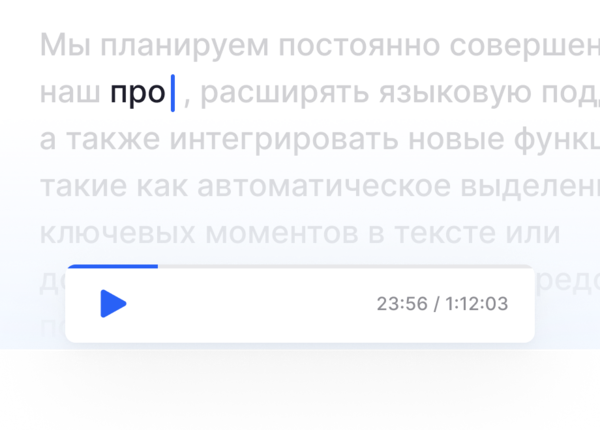 Мы планируем постоянно совершен
наш про , расширять языковую под
а также интегрировать новые функц
такие как автоматическое выделен
ключевых моментов в тексте или
23:56 / 1:12:03